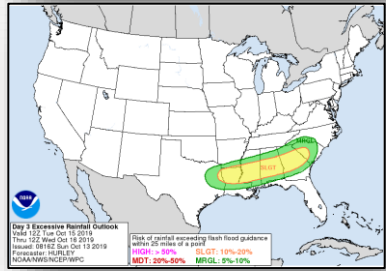 MRGL
SLGT
NOAA
Day 3 Excessive Rainfall Outlook
Valid 12Z Tue Oct 15 2019
Thru 12Z Wed Oct 16 2019
Issued: 0816Z Sun Oct 13 2019
Forecaster: HURLEY
NOAA/NWS/NCEP/WPC
Risk of rainfall exceeding flash flood guidance
within 25 miles of a point
HIGH: > 50% SLGT: 10%-20%
MDT: 20%-50% MRGL: 5%-10%